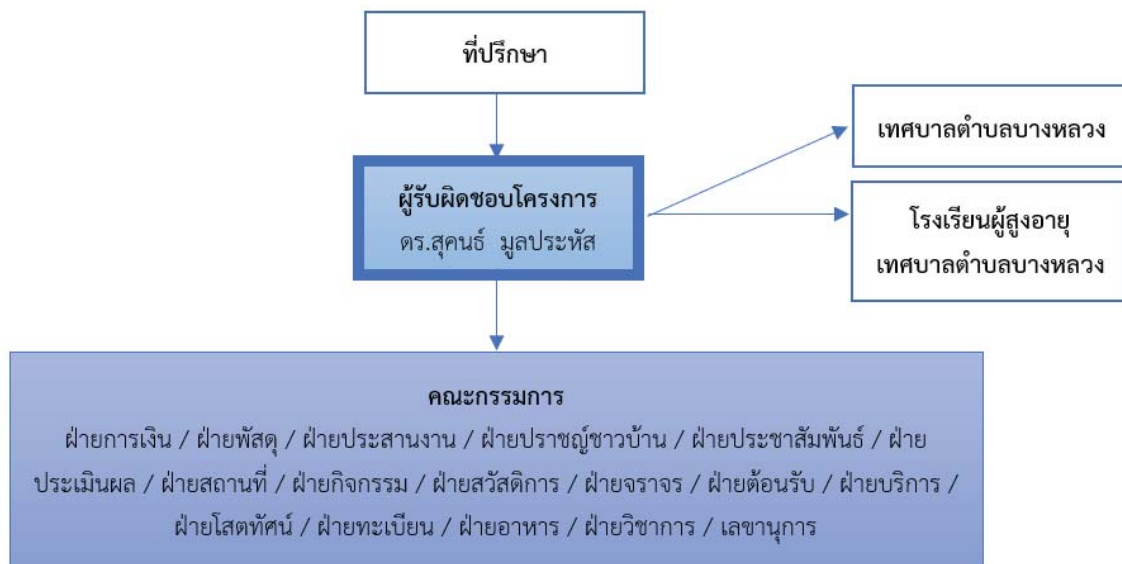 ที่ปรึกษา
เทศบาลตำบลบางหลวง
ผู้รับผิดชอบโครงการ
ดร.สุคนธ์ มูลประหัส
โรงเรียนผู้สูงอายุ
เทศบาลตำบลบางหลวง
คณะกรรมการ
ฝ่ายการเงิน / ฝ่ายพัสดุ / ฝ่ายประสานงาน / ฝ่ายปราชญ์ชาวบ้าน / ฝ่ายประชาสัมพันธ์ / ฝ่าย
ประเมินผล / ฝ่ายสถานที่ / ฝ่ายกิจกรรม / ฝ่ายสวัสดิการ / ฝ่ายจราจร / ฝ่ายต้อนรับ / ฝ่ายบริการ /
ฝ่ายโสตทัศน์ / ฝ่ายทะเบียน / ฝ่ายอาหาร / ฝ่ายวิชาการ / เลขานุการ